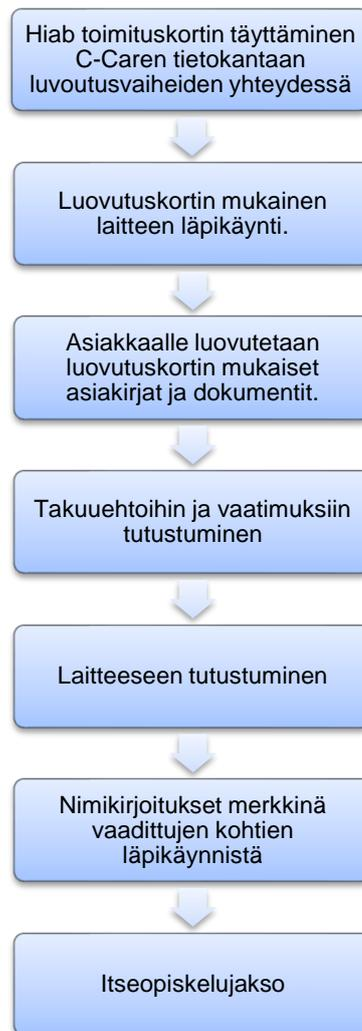 Hiab toimituskortin täyttäminen
C-Caren tietokantaan
luvoutusvaiheiden yhteydessä
Luovutuskortin mukainen
laitteen läpikäynti.
Asiakkaalle luovutetaan
luovutuskortin mukaiset
asiakirjat ja dokumentit.
Takuuehtoihin ja vaatimuksiin
tutustuminen
Laitteeseen tutustuminen
Nimikirjoitukset merkkinä
vaadittujen kohtien
läpikäynnistä
Itseopiskelujakso